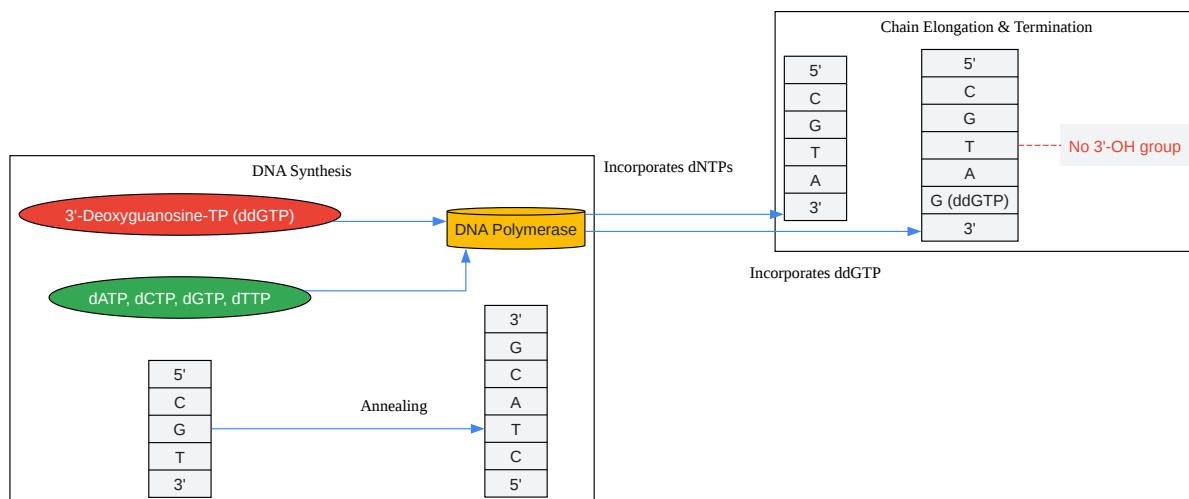 Chain Elongation & Termination
5'
C
G
T
A
3'
5'
C
G
T
A
G (ddGTP)
3'
No 3'-OH group
Incorporates dNTPs
Incorporates ddGTP
DNA Synthesis
3'-Deoxyguanosine-TP (ddGTP)
DNA Polymerase
dATP, dCTP, dGTP, dTTP
5'
C
G
T
3'
Annealing
3'
G
C
A
T
C
5'